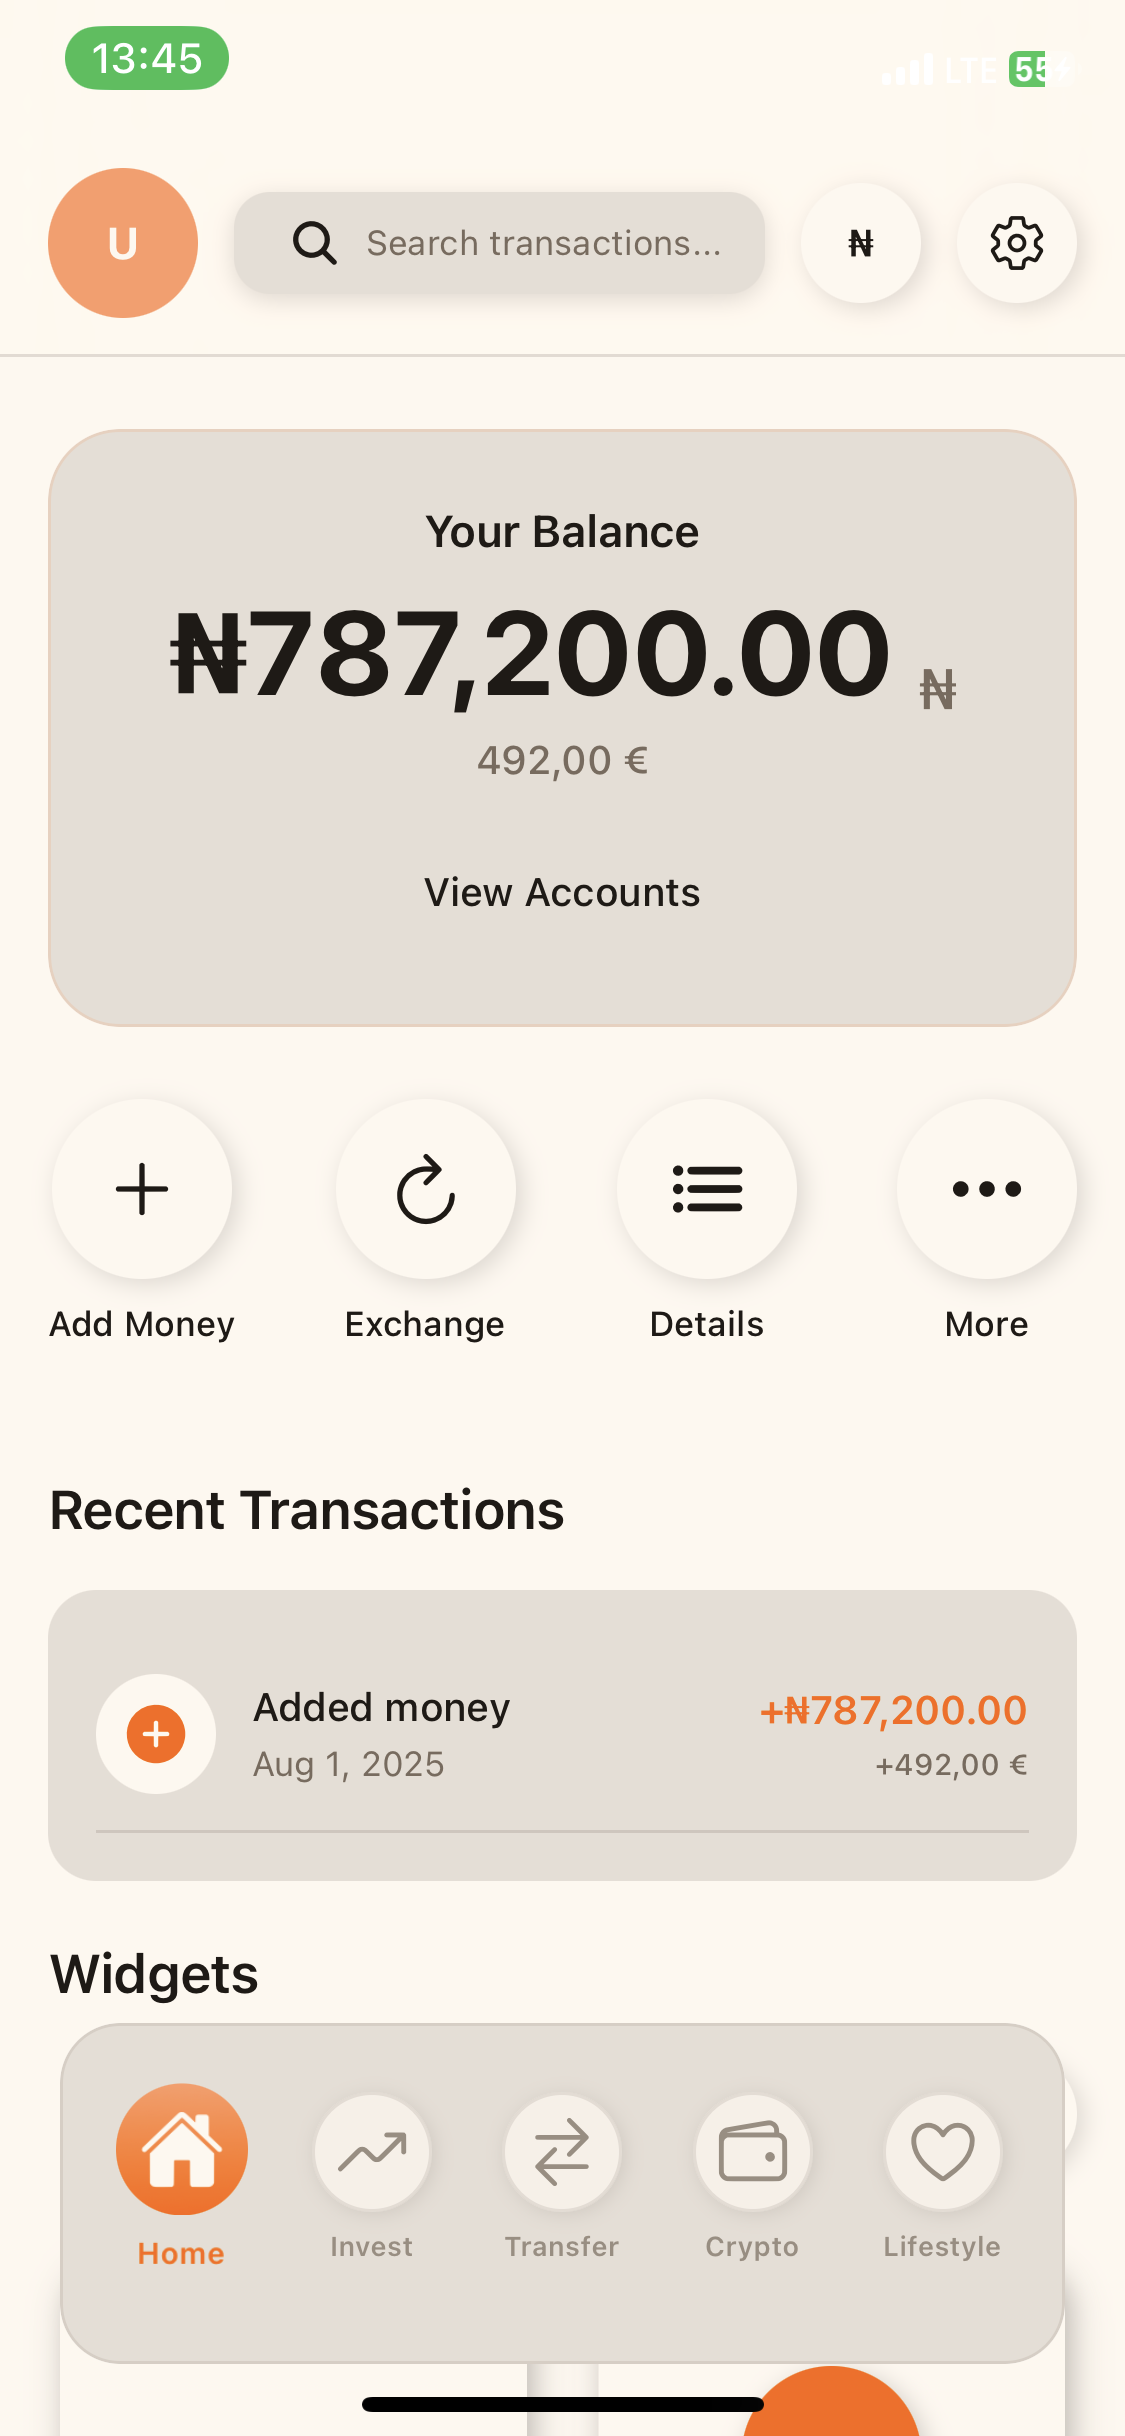 13:45
LTE 55
U
Search transactions...
₦
Your Balance
₦787,200.00 ₦
492,00 €
View Accounts
Add Money
Exchange
Details
More
Recent Transactions
Added money
+₦787,200.00
Aug 1, 2025
+492,00 €
Widgets
Home
Invest
Transfer
Crypto
Lifestyle